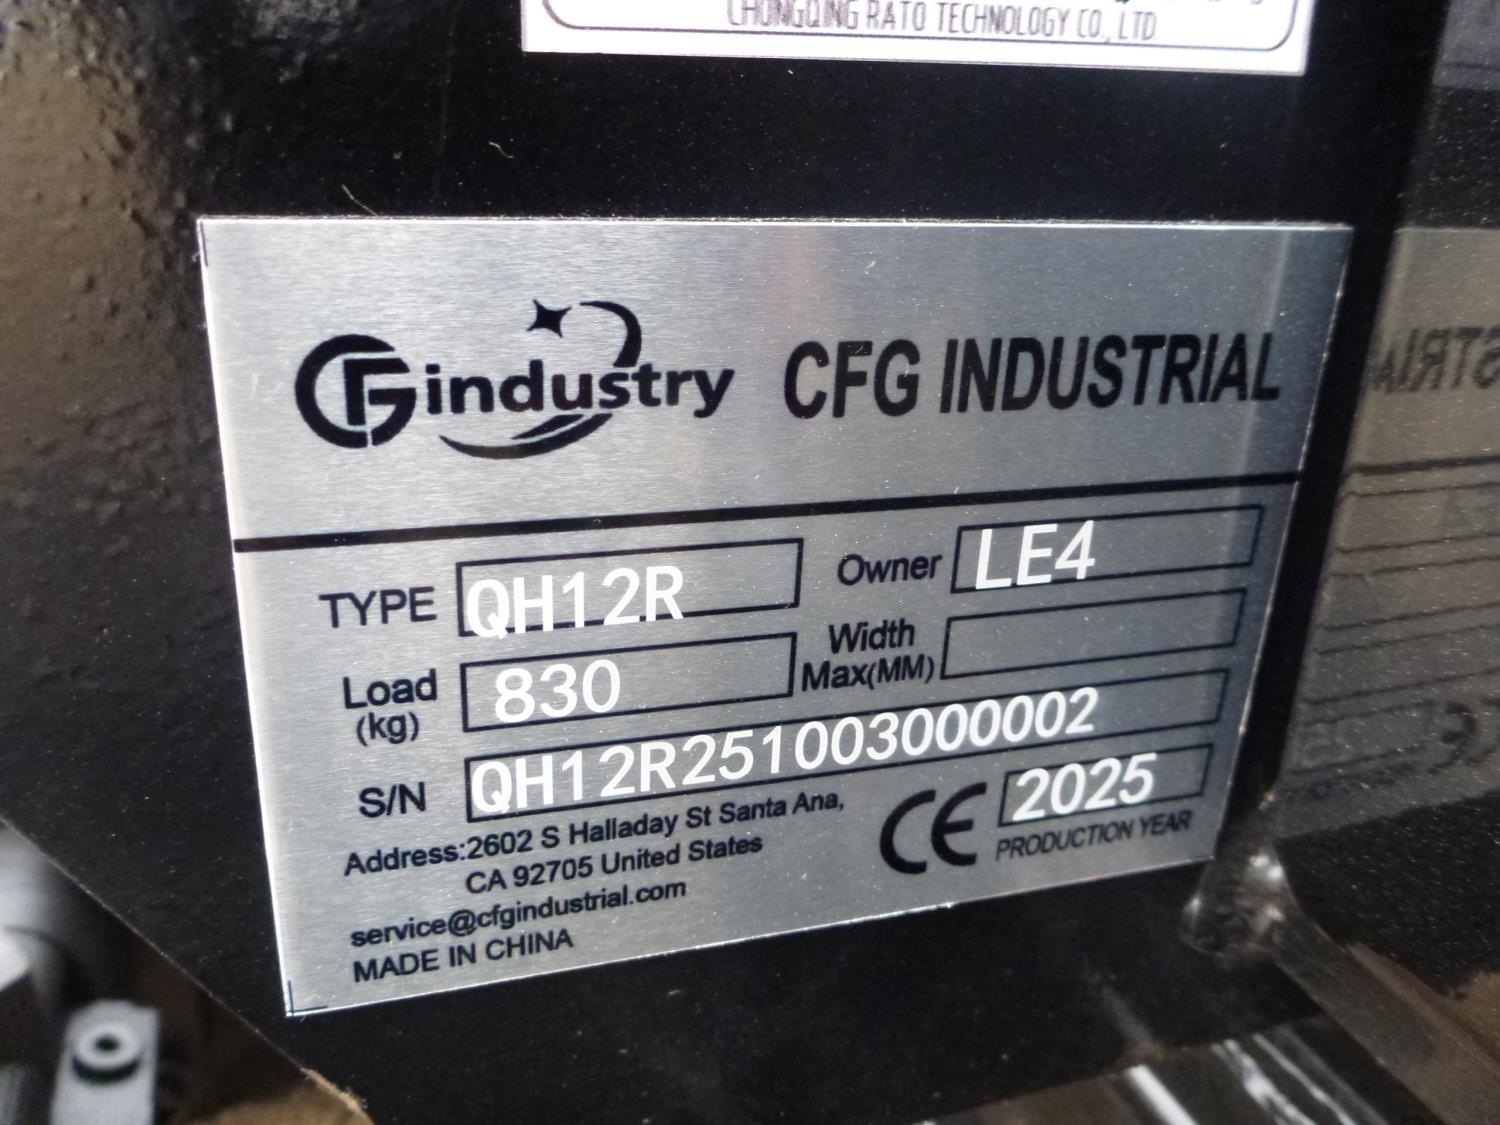 CHONGQING RATO TECHNOLOGY CO., LTD
GF industry CFG INDUSTRIAL
TYPE QH12R Owner LE4
Load (kg) 830 Width Max(MM)
S/N QH12R251003000002
Address:2602 S Halladay St Santa Ana,
CA 92705 United States
CE 2025
PRODUCTION YEAR
service@cfgindustrial.com
MADE IN CHINA